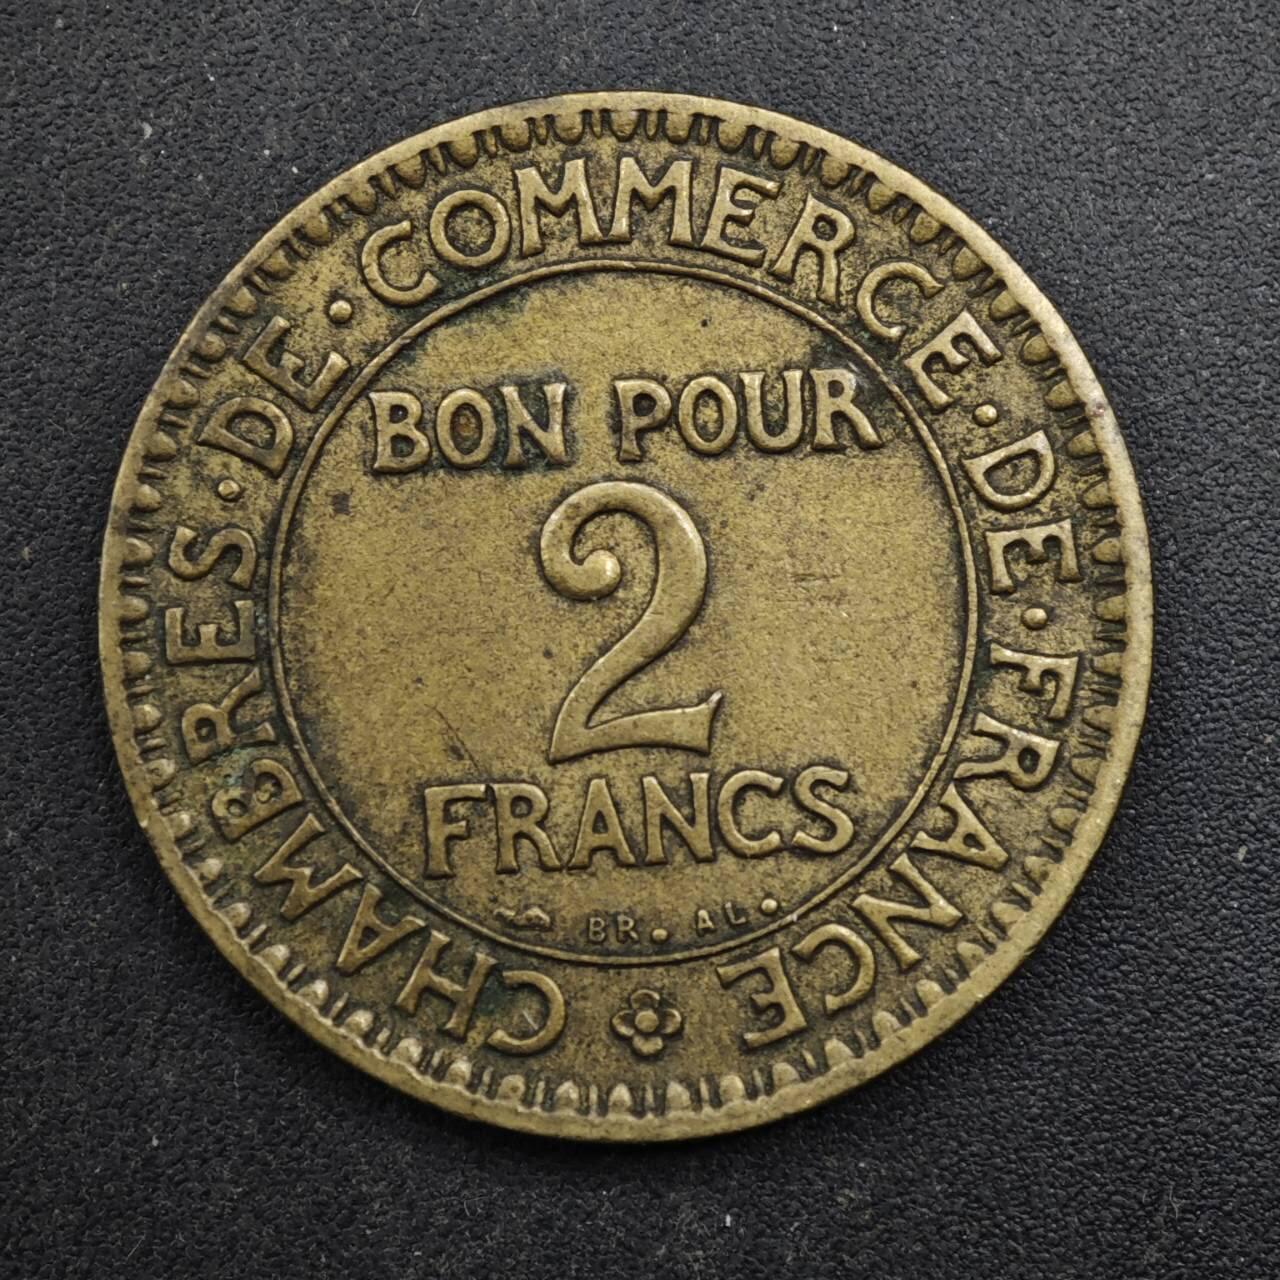 CHAMBRES · DE · COMMERCE · DE · FRANCE
BON POUR
2
FRANCS
BR. AL.